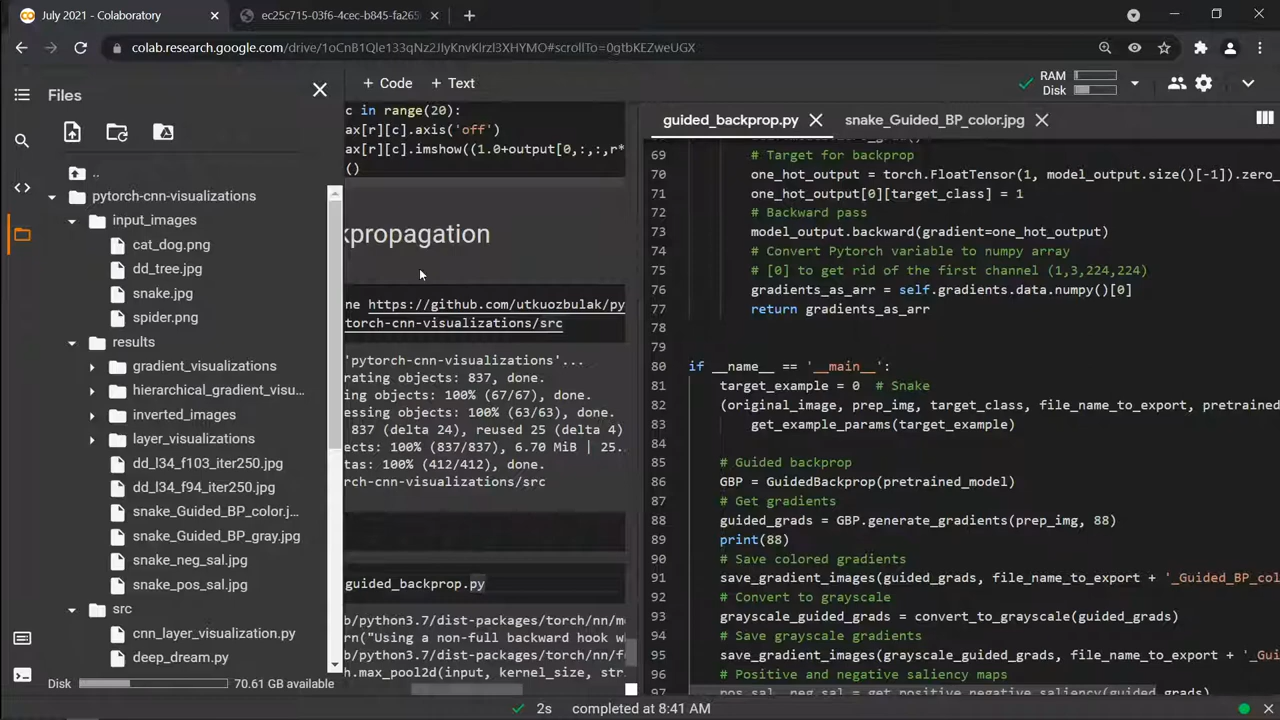 July 2021 - Colaboratory
ec25c715-03f6-4cec-b845-fa265
colab.research.google.com/drive/1oCnB1Qle133qNz2JlyKnvKlrzl3XHYMO#scrollTo=0gtbKEZweUGX
Files
+ Code + Text
RAM
Disk
..
pytorch-cnn-visualizations
input_images
cat_dog.png
dd_tree.jpg
snake.jpg
spider.png
results
gradient_visualizations
hierarchical_gradient_visu...
inverted_images
layer_visualizations
dd_l34_f103_iter250.jpg
dd_l34_f94_iter250.jpg
snake_Guided_BP_color.j...
snake_Guided_BP_gray.jpg
snake_neg_sal.jpg
snake_pos_sal.jpg
src
cnn_layer_visualization.py
deep_dream.py
Disk 70.61 GB available
c in range(20):
ax[r][c].axis('off')
ax[r][c].imshow((1.0+output[0,:,:,r*
()
kpropagation
ne https://github.com/utkuozbulak/py
torch-cnn-visualizations/src
'pytorch-cnn-visualizations'...
rating objects: 837, done.
ing objects: 100% (67/67), done.
essing objects: 100% (63/63), done.
837 (delta 24), reused 25 (delta 4)
ects: 100% (837/837), 6.70 MiB | 25.
tas: 100% (412/412), done.
rch-cnn-visualizations/src
guided_backprop.py
b/python3.7/dist-packages/torch/nn/m
rn("Using a non-full backward hook w
b/python3.7/dist-packages/torch/nn/f
h.max_pool2d(input, kernel_size, str
guided_backprop.py
snake_Guided_BP_color.jpg
69 # Target for backprop
70 one_hot_output = torch.FloatTensor(1, model_output.size()[-1]).zero_
71 one_hot_output[0][target_class] = 1
72 # Backward pass
73 model_output.backward(gradient=one_hot_output)
74 # Convert Pytorch variable to numpy array
75 # [0] to get rid of the first channel (1,3,224,224)
76 gradients_as_arr = self.gradients.data.numpy()[0]
77 return gradients_as_arr
78
79
80 if __name__ == '__main__':
81 target_example = 0 # Snake
82 (original_image, prep_img, target_class, file_name_to_export, pretrained
83 get_example_params(target_example)
84
85 # Guided backprop
86 GBP = GuidedBackprop(pretrained_model)
87 # Get gradients
88 guided_grads = GBP.generate_gradients(prep_img, 88)
89 print(88)
90 # Save colored gradients
91 save_gradient_images(guided_grads, file_name_to_export + '_Guided_BP_co
92 # Convert to grayscale
93 grayscale_guided_grads = convert_to_grayscale(guided_grads)
94 # Save grayscale gradients
95 save_gradient_images(grayscale_guided_grads, file_name_to_export + '_Gui
96 # Positive and negative saliency maps
97 pos_sal, neg_sal = get_positive_negative_saliency(guided_grads)
2s completed at 8:41 AM